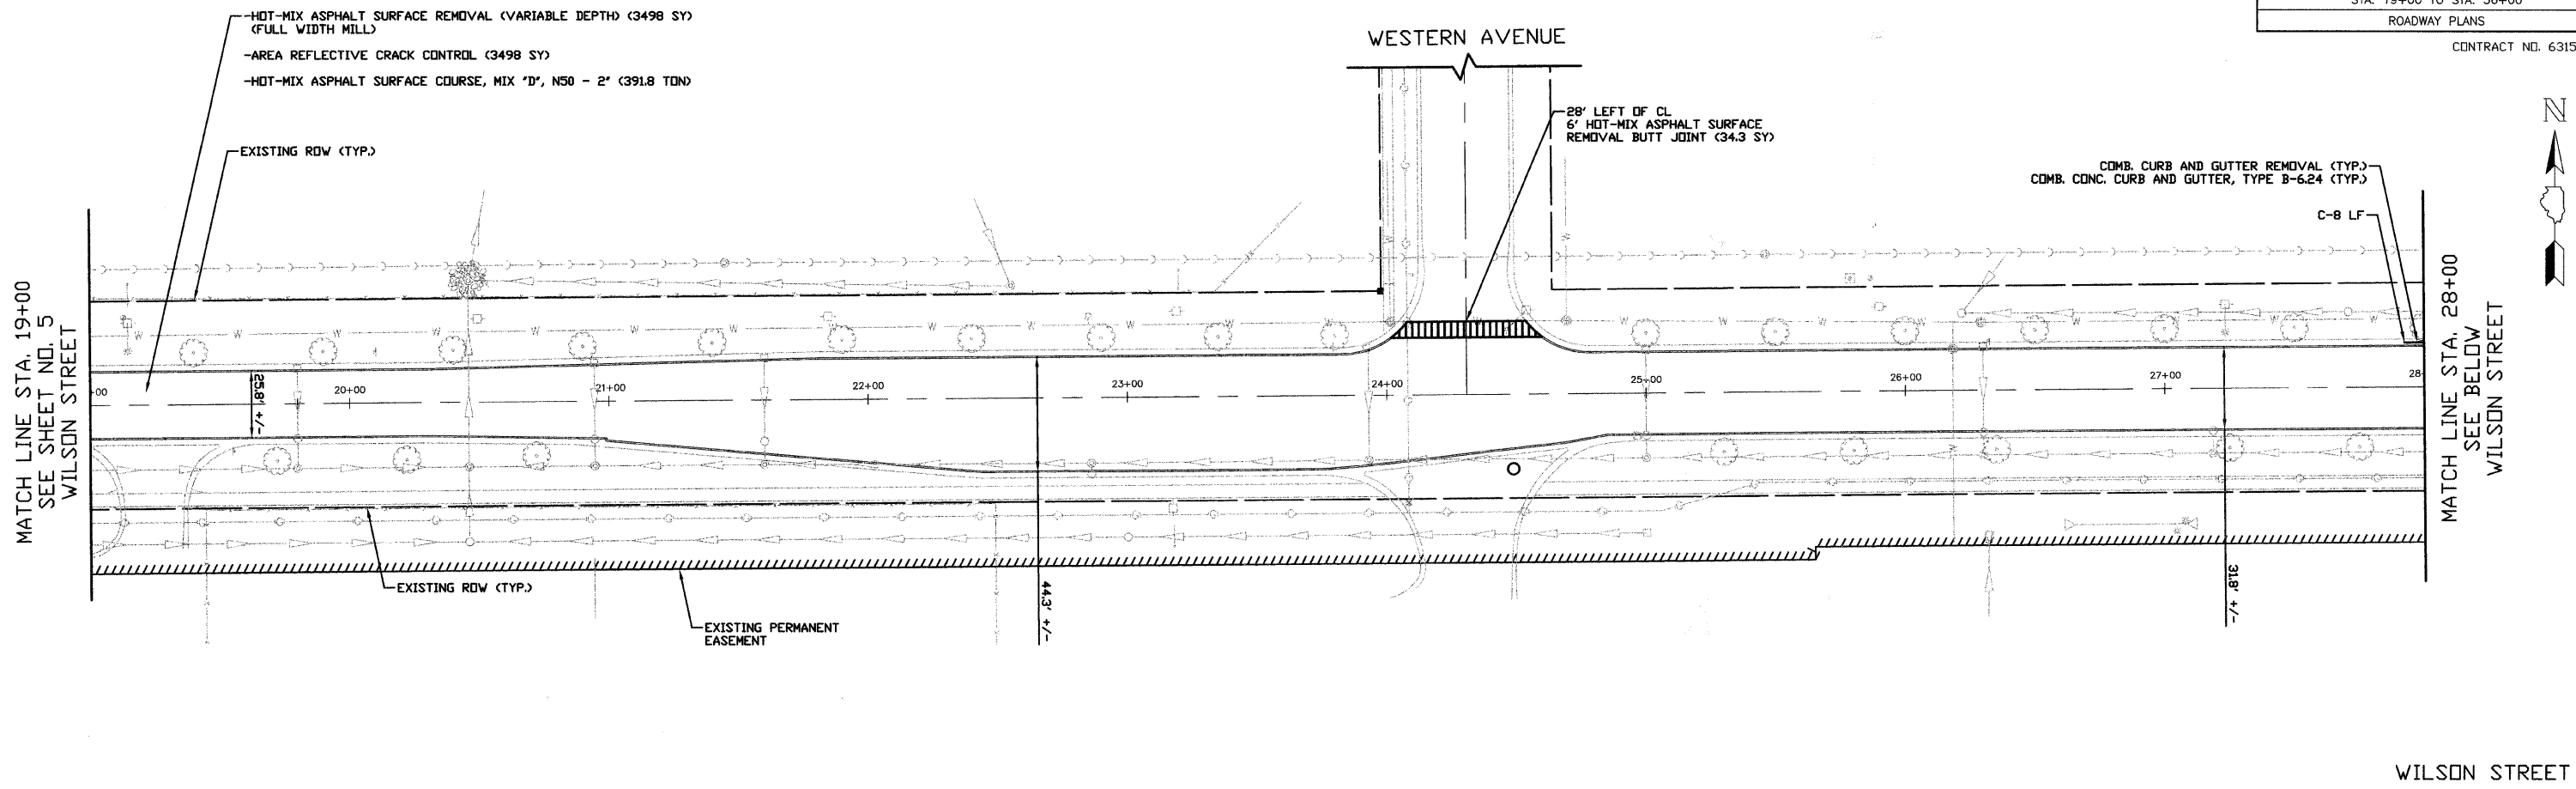 -HOT-MIX ASPHALT SURFACE REMOVAL (VARIABLE DEPTH) (3498 SY)
(FULL WIDTH MILL)
-AREA REFLECTIVE CRACK CONTROL (3498 SY)
-HOT-MIX ASPHALT SURFACE COURSE, MIX "D", N50 - 2" (391.8 TON)
EXISTING ROW (TYP.)
WESTERN AVENUE
28' LEFT OF CL
6' HOT-MIX ASPHALT SURFACE
REMOVAL BUTT JOINT (34.3 SY)
STA. 19+00 TO STA. 36+00
ROADWAY PLANS
CONTRACT NO. 6315
N
COMB. CURB AND GUTTER REMOVAL (TYP.)
COMB. CONC. CURB AND GUTTER, TYPE B-6.24 (TYP.)
C-8 LF
MATCH LINE STA. 19+00
SEE SHEET NO. 5
WILSON STREET
+00
20+00
21+00
22+00
23+00
24+00
25+00
26+00
27+00
28
25.8' +/-
44.3' +/-
31.8' +/-
MATCH LINE STA. 28+00
SEE BELOW
WILSON STREET
EXISTING ROW (TYP.)
EXISTING PERMANENT
EASEMENT
WILSON STREET